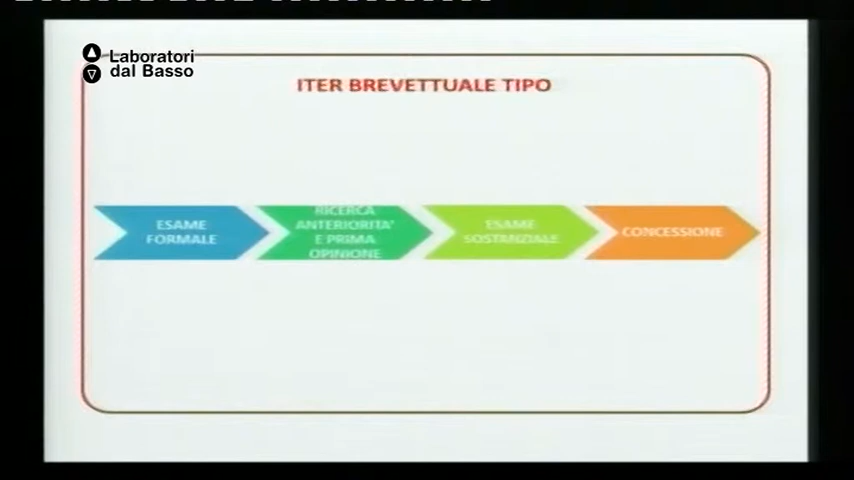 Laboratori
dal Basso
ITER BREVETTUALE TIPO
ESAME
FORMALE
RICERCA
ANTERIORITA'
E PRIMA
OPINIONE
ESAME
SOSTANZIALE
CONCESSIONE